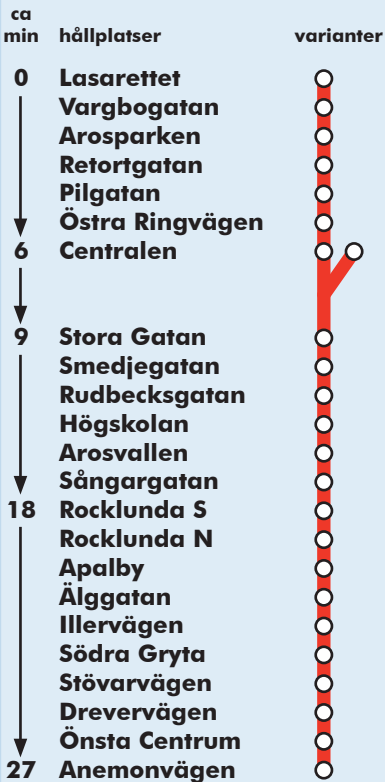 ca
min hållplatser varianter
0 Lasarettet
Vargbogatan
Arosparken
Retortgatan
Pilgatan
Östra Ringvägen
6 Centralen
9 Stora Gatan
Smedjegatan
Rudbecksgatan
Högskolan
Arosvallen
Sångargatan
18 Rocklunda S
Rocklunda N
Apalby
Älggatan
Illervägen
Södra Gryta
Stövarvägen
Drevervägen
Önsta Centrum
27 Anemonvägen